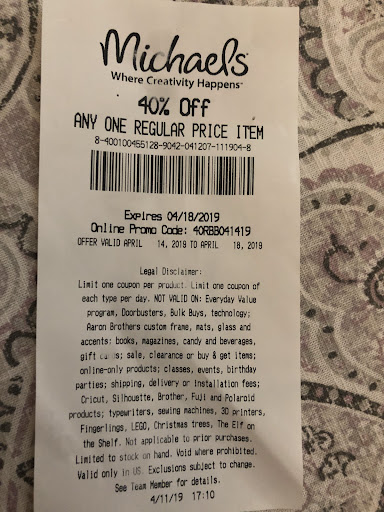 Michaels
Where Creativity Happens
40% Off
ANY ONE REGULAR PRICE ITEM
8-400100465128-9042-041207-111904-8
Expires 04/18/2019
Online Promo Code: 40RBB041419
OFFER VALID APRIL 14, 2019 TO APRIL 18, 2019
Legal Disclaimer:
Limit one coupon per product. Limit one coupon of
each type per day. NOT VALID ON: Everyday Value
program, Doorbusters, Bulk Buys, technology;
Aaron Brothers custom frame, mats, glass and
accents; books, magazines, candy and beverages,
gift cards; sale, clearance or buy & get items;
online-only products; classes, events, birthday
parties; shipping, delivery or installation fees;
Cricut, Silhouette, Brother, Fuji and Polaroid
products; typewriters, sewing machines, 3D printers,
Fingerlings, LEGO, Christmas trees, The Elf on
the Shelf. Not applicable to prior purchases.
Limited to stock on hand. Void where prohibited.
Valid only in US. Exclusions subject to change.
See Team Member for details.
4/11/19 17:10